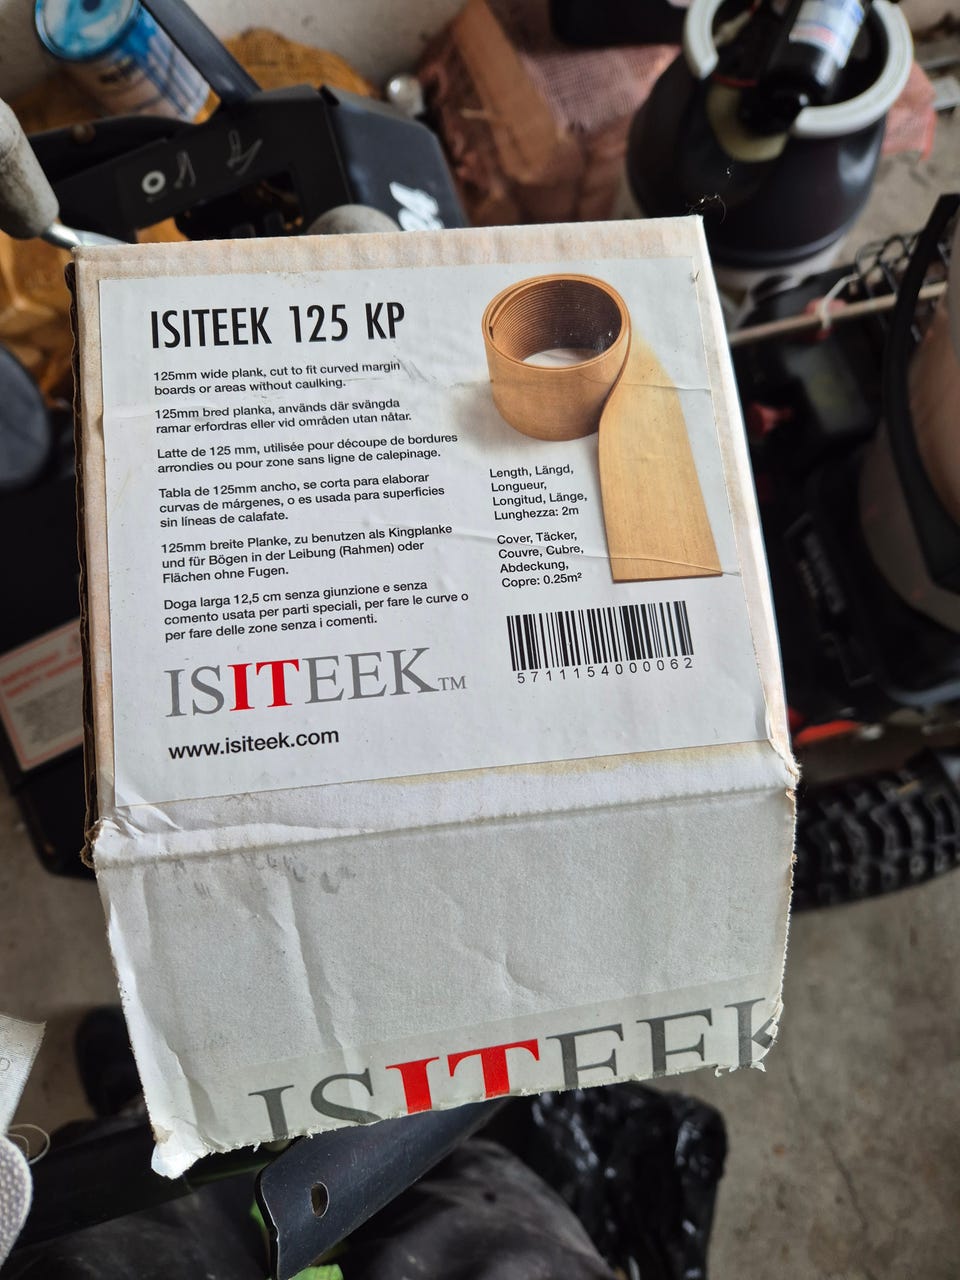 ISITEEK 125 KP
125mm wide plank, cut to fit curved margin
boards or areas without caulking.
125mm bred planka, används där svängda
ramar erfordras eller vid områden utan nåtar.
Latte de 125 mm, utilisée pour découpe de bordures
arrondies ou pour zone sans ligne de calepinage.
Tabla de 125mm ancho, se corta para elaborar
curvas de márgenes, o es usada para superficies
sin líneas de calafate.
125mm breite Planke, zu benutzen als Kingplanke
und für Bögen in der Leibung (Rahmen) oder
Flächen ohne Fugen.
Doga larga 12,5 cm senza giunzione e senza
comento usata per parti speciali, per fare le curve o
per fare delle zone senza i comenti.
Length, Längd,
Longueur,
Longitud, Länge,
Lunghezza: 2m
Cover, Täcker,
Couvre, Cubre,
Abdeckung,
Copre: 0.25m²
5711154000062
ISITEEK™
www.isiteek.com
ISITEEK